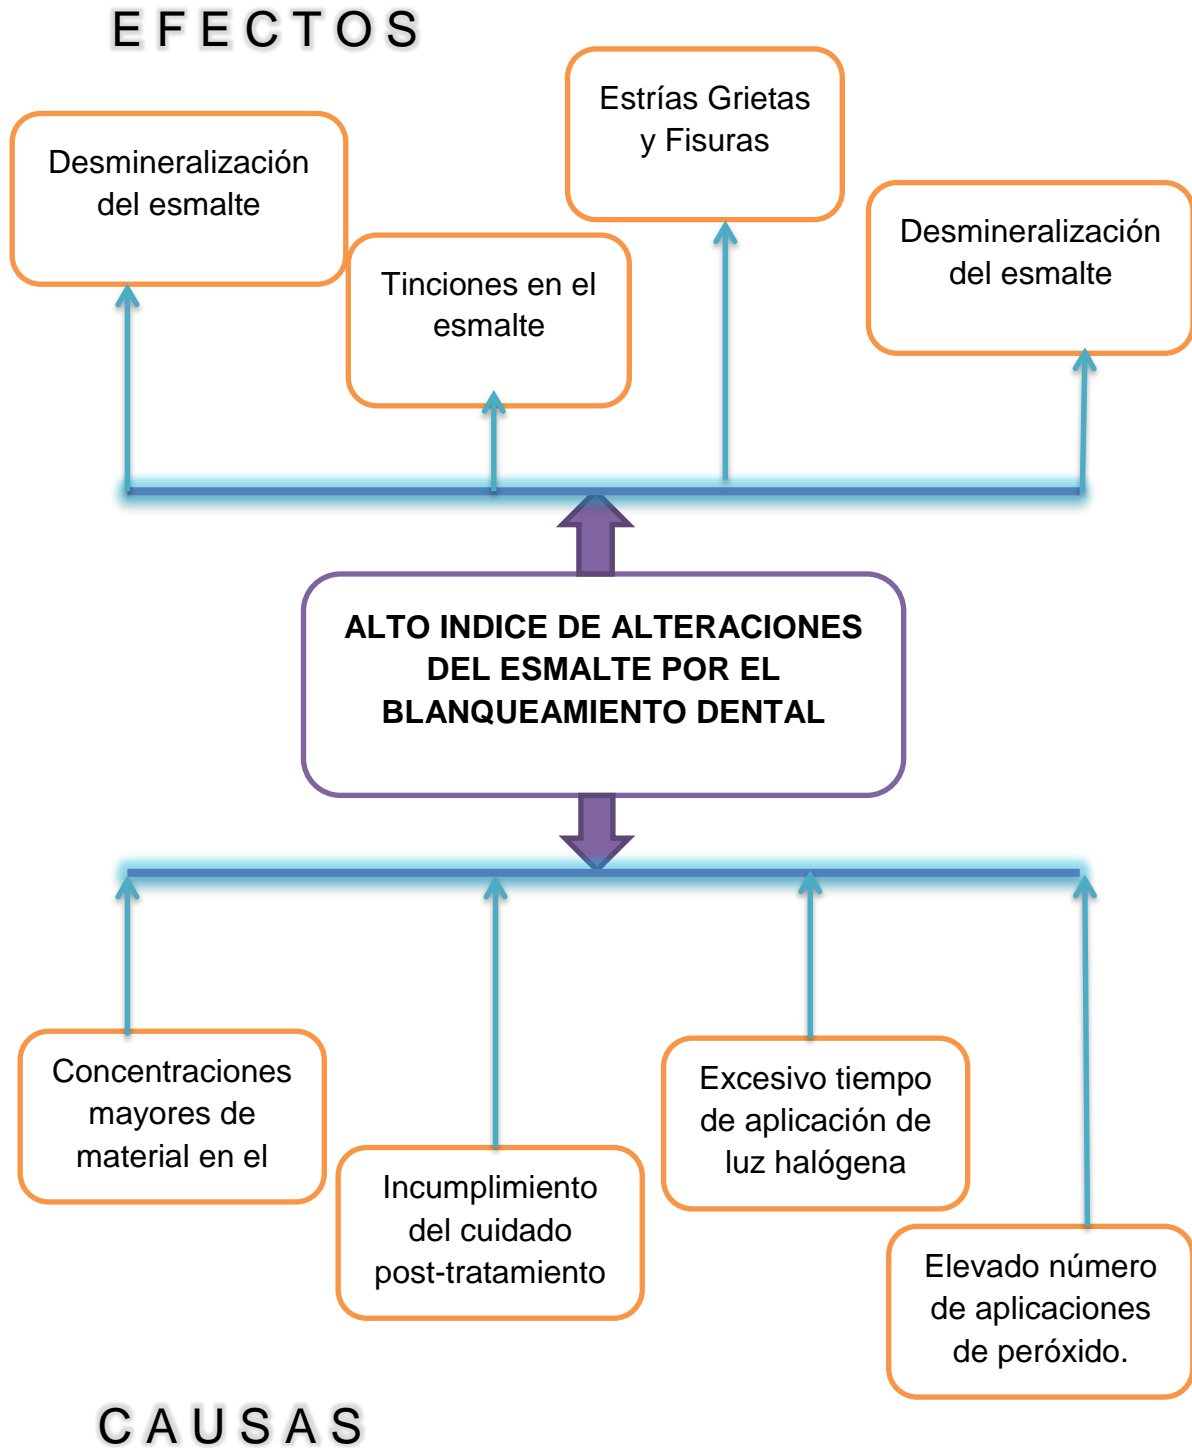 EFECTOS
Desmineralización
del esmalte
Tinciones en el
esmalte
Estrías Grietas
y Fisuras
Desmineralización
del esmalte
ALTO INDICE DE ALTERACIONES
DEL ESMALTE POR EL
BLANQUEAMIENTO DENTAL
Concentraciones
mayores de
material en el
Incumplimiento
del cuidado
post-tratamiento
Excesivo tiempo
de aplicación de
luz halógena
Elevado número
de aplicaciones
de peróxido.
CAUSAS